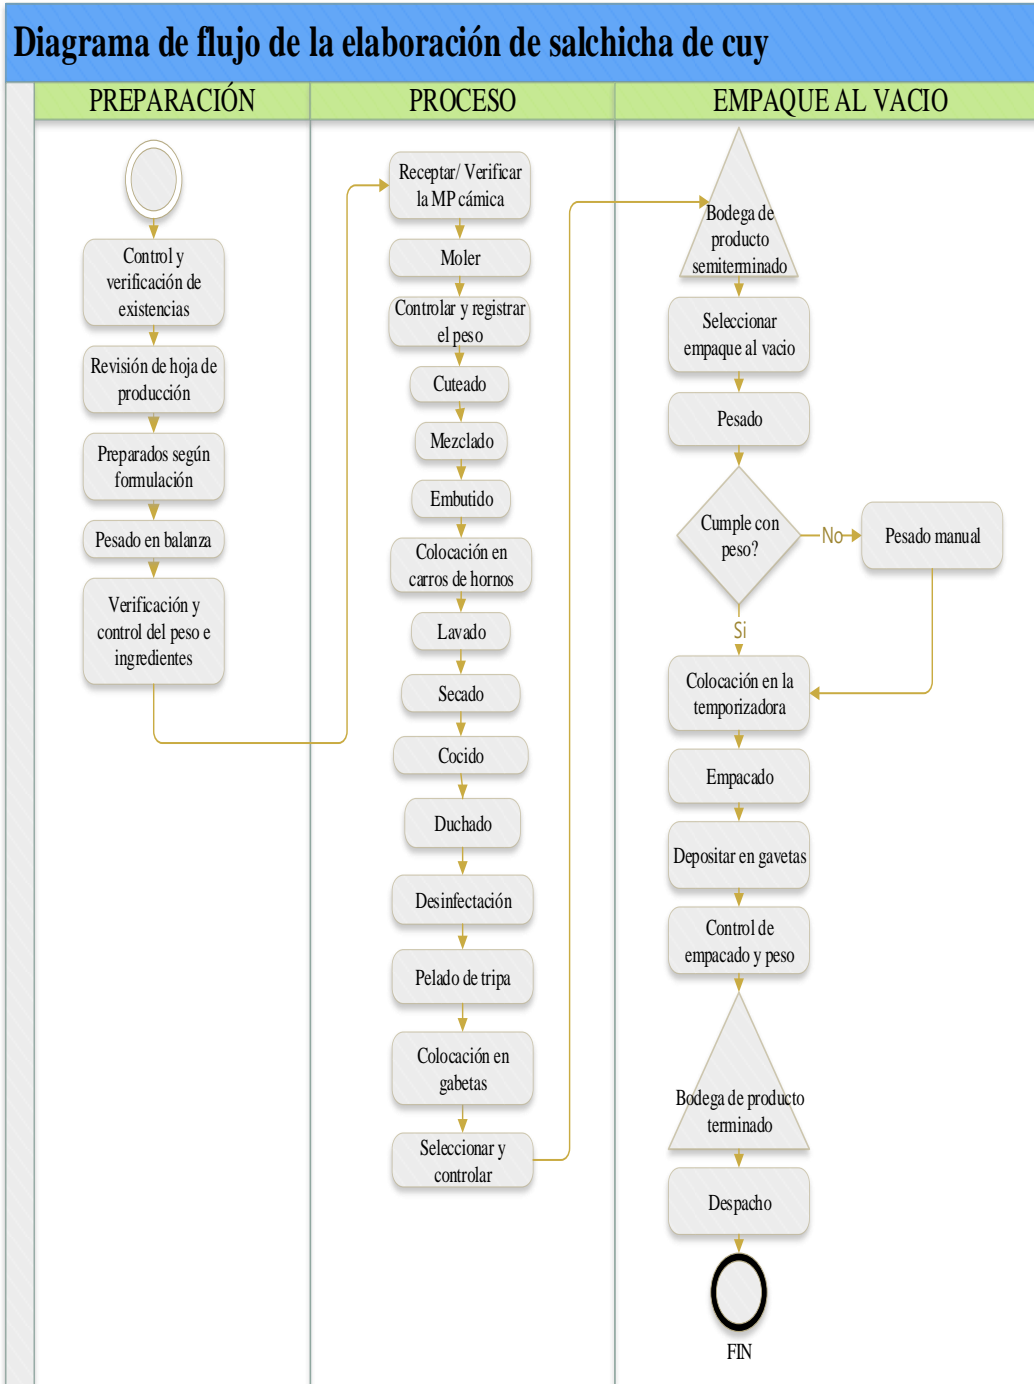 Diagrama de flujo de la elaboración de salchicha de cuy
PREPARACIÓN
PROCESO
EMPAQUE AL VACIO
Control y
verificación de
existencias
Revisión de hoja de
producción
Preparados según
formulación
Pesado en balanza
Verificación y
control del peso e
ingredientes
Receptar/ Verificar
la MP cámica
Moler
Controlar y registrar
el peso
Cuteado
Mezclado
Embutido
Colocación en
carros de hornos
Lavado
Secado
Cocido
Duchado
Desinfectación
Pelado de tripa
Colocación en
gabetas
Seleccionar y
controlar
Bodega de
producto
semiterminado
Seleccionar
empaque al vacio
Pesado
Cumple con
peso?
No
Pesado manual
Si
Colocación en la
temporizadora
Empacado
Depositar en gavetas
Control de
empacado y peso
Bodega de producto
terminado
Despacho
FIN